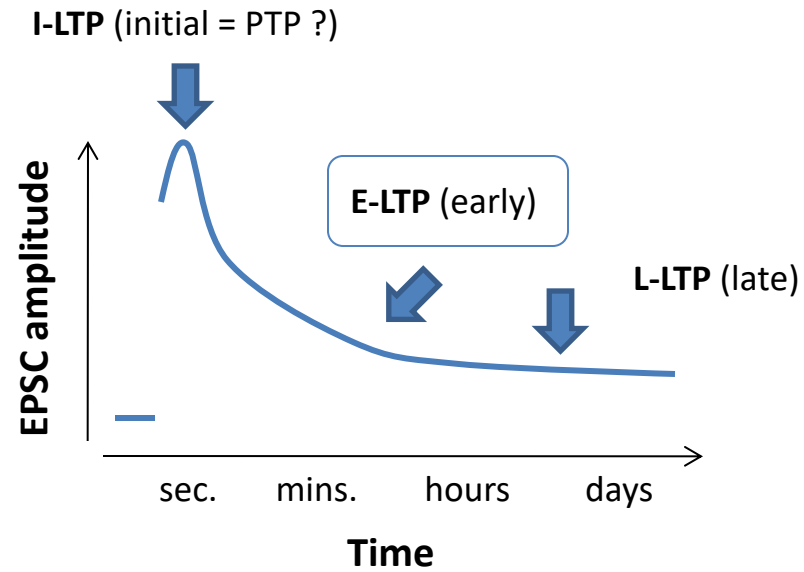 I-LTP (initial = PTP ?)
E-LTP (early)
L-LTP (late)
EPSC amplitude
sec. mins. hours days
Time